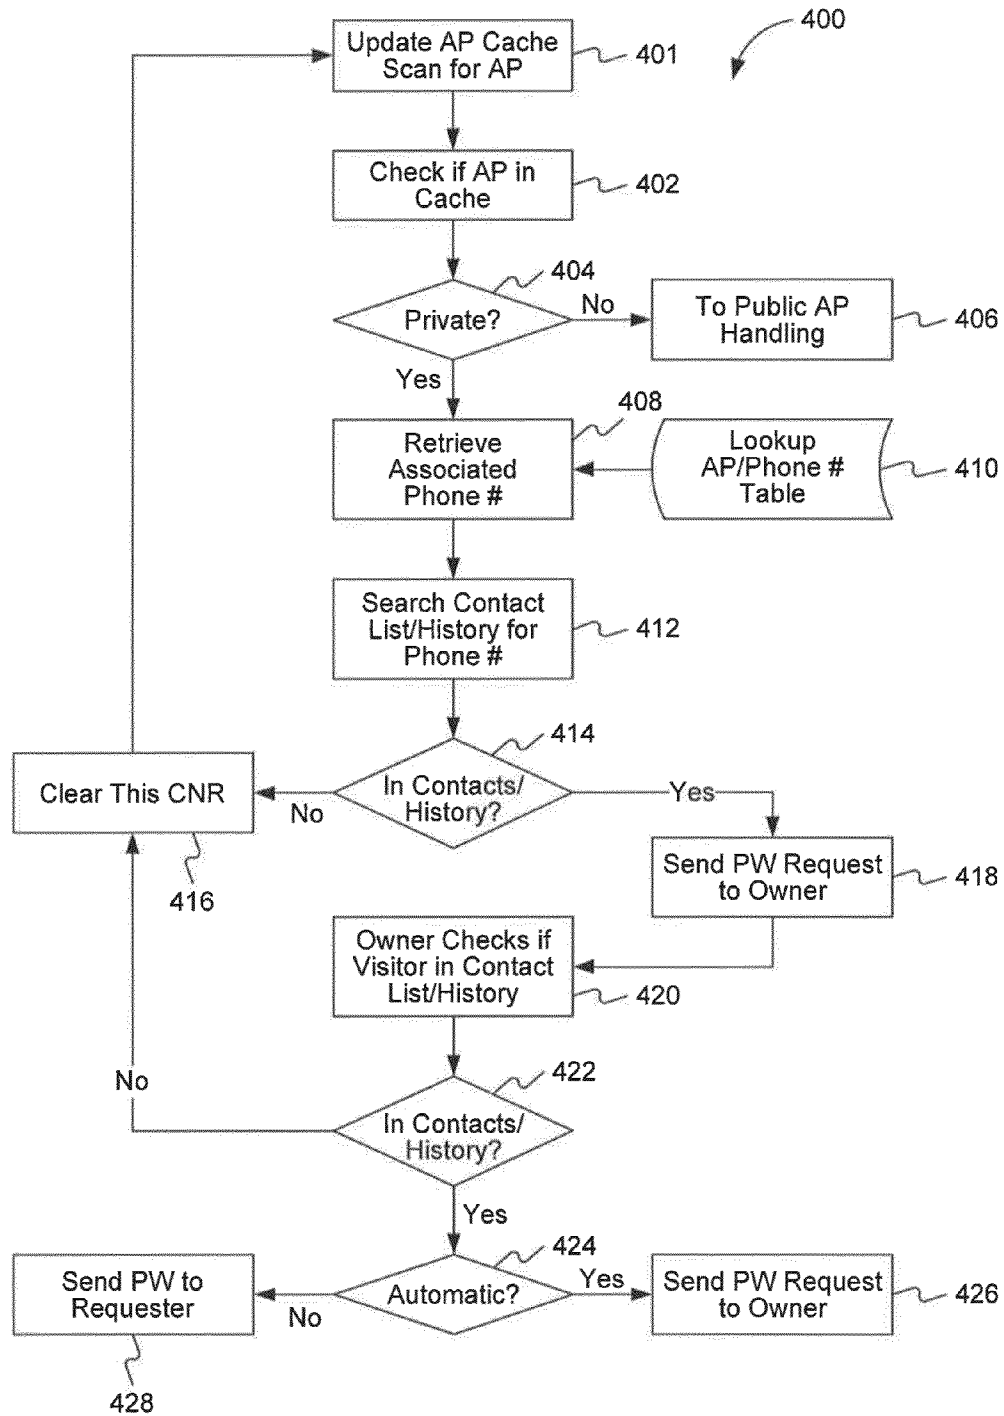 400
Update AP Cache
Scan for AP
401
Check if AP in
Cache
402
404
Private?
No
To Public AP
Handling
406
Yes
408
Retrieve
Associated
Phone #
Lookup
AP/Phone #
Table
410
Search Contact
List/History for
Phone #
412
414
In Contacts/
History?
No
Yes
Clear This CNR
416
Send PW Request
to Owner
418
Owner Checks if
Visitor in Contact
List/History
420
422
In Contacts/
History?
No
Yes
424
Automatic?
No
Yes
Send PW to
Requester
428
Send PW Request
to Owner
426